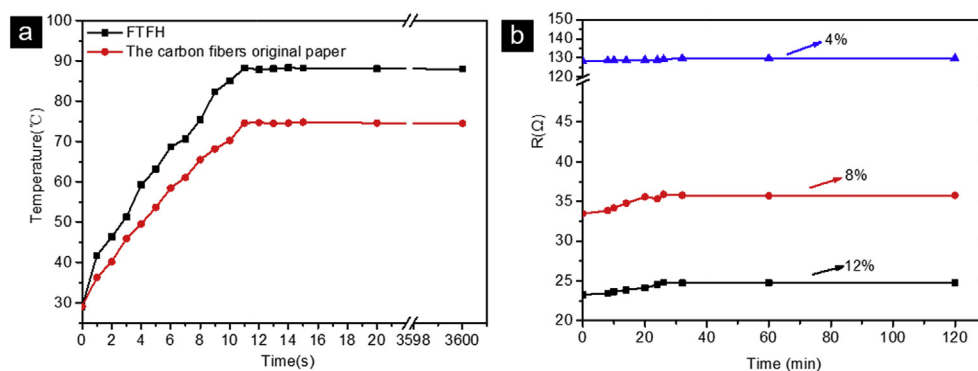 a
FTFH
The carbon fibers original paper
100
90
80
70
60
50
40
30
Temperature(℃)
0 2 4 6 8 10 12 14 16 18 20 3598 3600
Time(s)
b
4%
8%
12%
150
140
130
45
40
35
30
25
20
R(Ω)
0 20 40 60 80 100 120
Time (min)